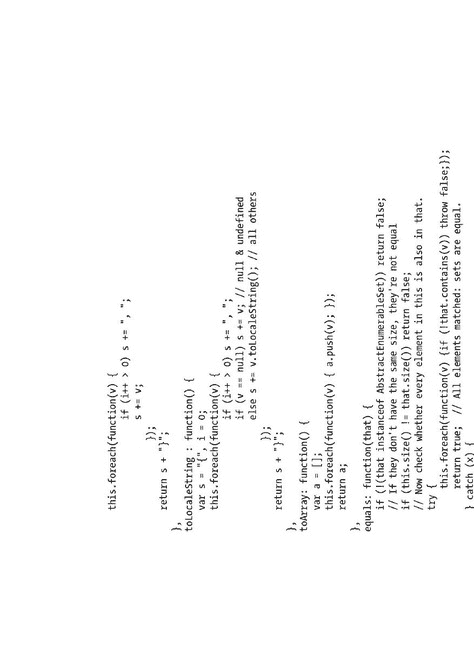 this.foreach(function(v) {
if (i++ > 0) s += ", ";
s += v;
});
return s + "}";
},
toLocaleString : function() {
var s = "{", i = 0;
this.foreach(function(v) {
if (i++ > 0) s += ", ";
if (v == null) s += v; // null & undefined
else s += v.toLocaleString(); // all others
});
return s + "}";
},
toArray: function() {
var a = [];
this.foreach(function(v) { a.push(v); });
return a;
},
equals: function(that) {
if (!(that instanceof AbstractEnumerableSet)) return false;
// If they don't have the same size, they're not equal
if (this.size() != that.size()) return false;
// Now check whether every element in this is also in that.
try {
this.foreach(function(v) {if (!that.contains(v)) throw false;});
return true;  // All elements matched: sets are equal.
} catch (x) {